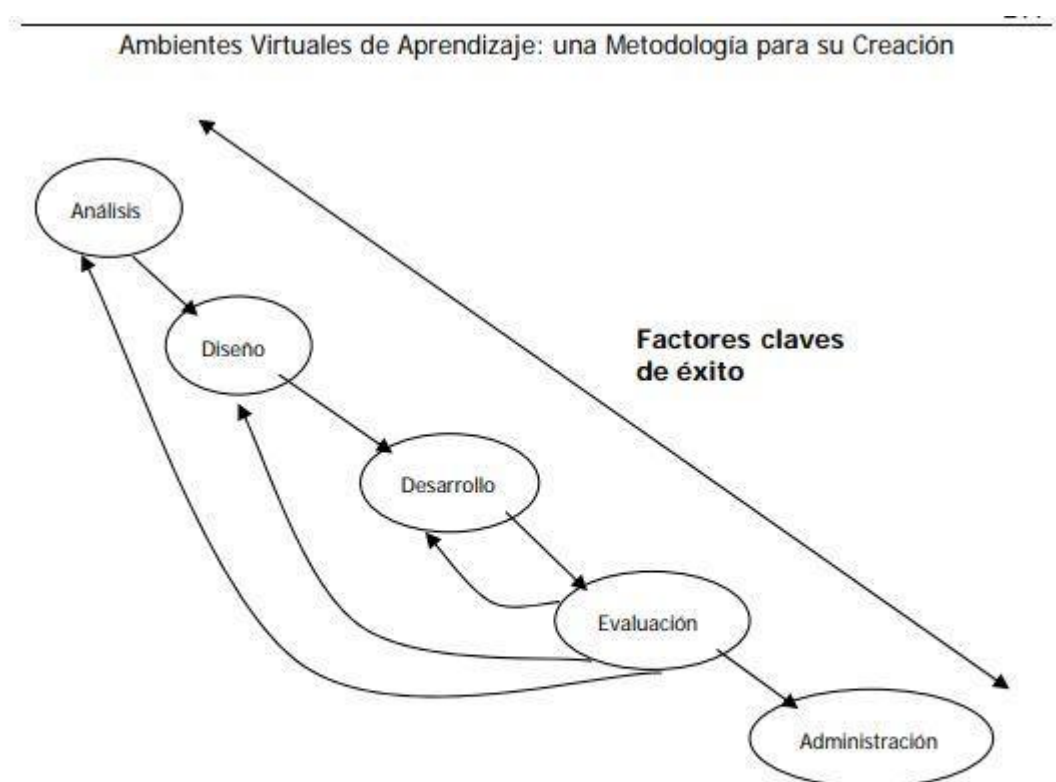 Ambientes Virtuales de Aprendizaje: una Metodología para su Creación
Análisis
Diseño
Factores claves
de éxito
Desarrollo
Evaluación
Administración